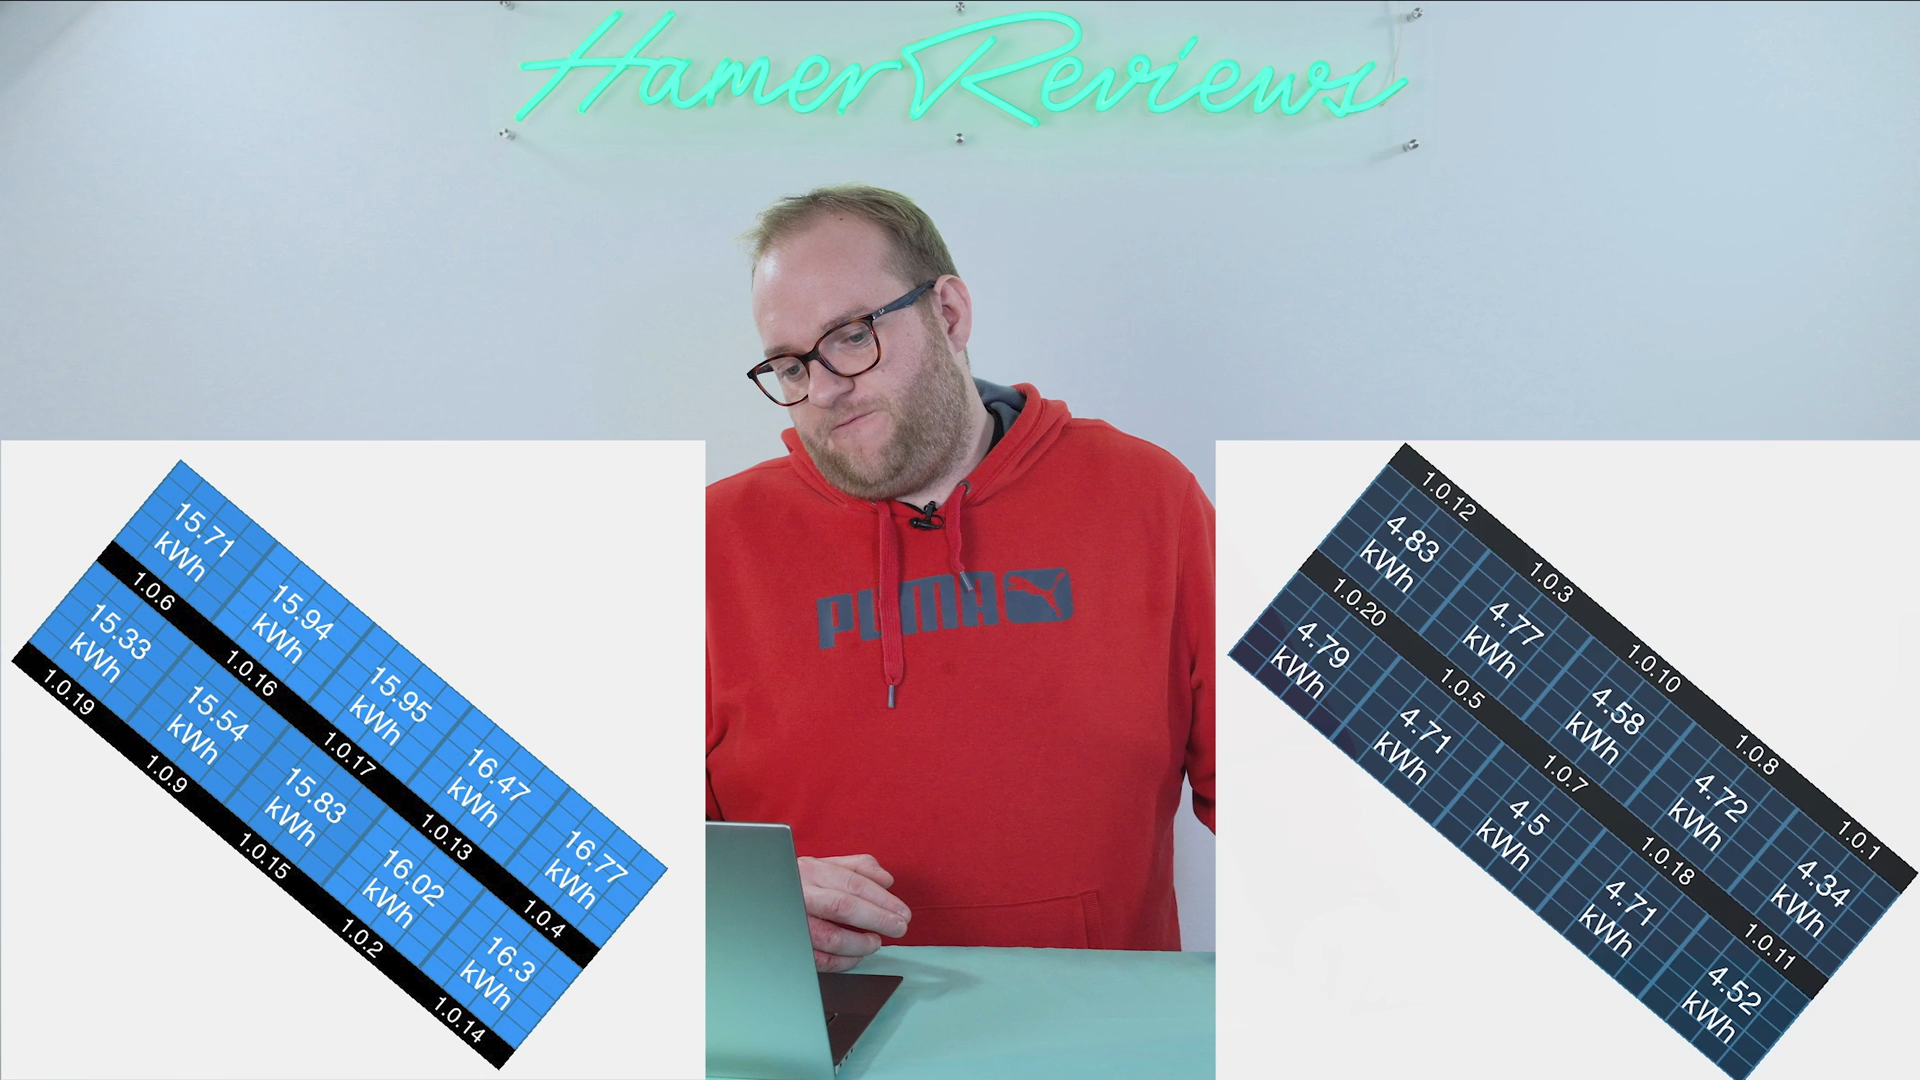 HamerReviews
PUMA
15.71
kWh
15.94
kWh
15.95
kWh
16.47
kWh
16.77
kWh
1.0.6
1.0.16
1.0.17
1.0.13
1.0.4
15.33
kWh
15.54
kWh
15.83
kWh
16.02
kWh
16.3
kWh
1.0.19
1.0.9
1.0.15
1.0.2
1.0.14
1.0.12
1.0.3
1.0.10
1.0.8
1.0.1
4.83
kWh
4.77
kWh
4.58
kWh
4.72
kWh
4.34
kWh
1.0.20
1.0.5
1.0.7
1.0.18
1.0.11
4.79
kWh
4.71
kWh
4.5
kWh
4.71
kWh
4.52
kWh